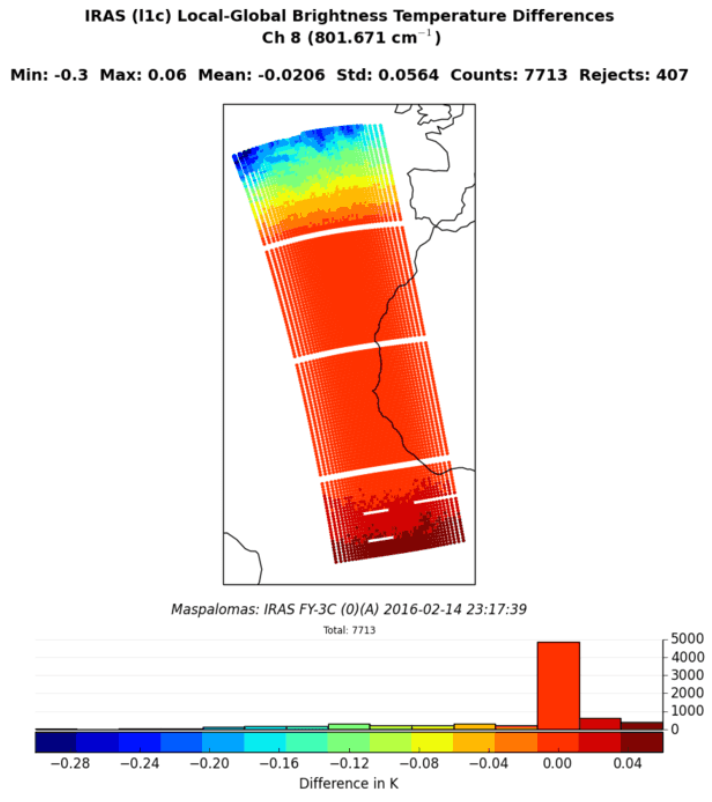 IRAS (l1c) Local-Global Brightness Temperature Differences
Ch 8 (801.671 cm⁻¹)
Min: -0.3 Max: 0.06 Mean: -0.0206 Std: 0.0564 Counts: 7713 Rejects: 407
Maspalomas: IRAS FY-3C (0)(A) 2016-02-14 23:17:39
Total: 7713
5000
4000
3000
2000
1000
0
−0.28 −0.24 −0.20 −0.16 −0.12 −0.08 −0.04 0.00 0.04
Difference in K